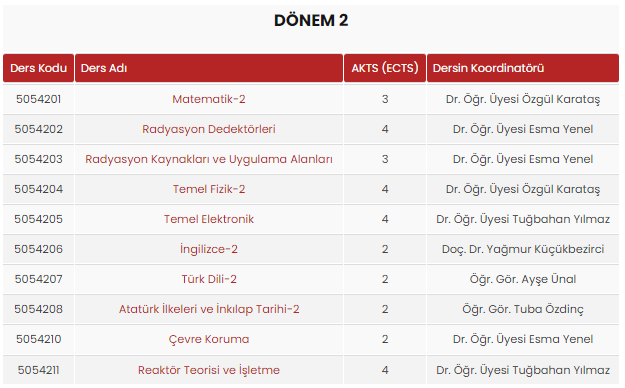 DÖNEM 2
Ders Kodu Ders Adı AKTS (ECTS) Dersin Koordinatörü
5054201 Matematik-2 3 Dr. Öğr. Üyesi Özgül Karataş
5054202 Radyasyon Dedektörleri 4 Dr. Öğr. Üyesi Esma Yenel
5054203 Radyasyon Kaynakları ve Uygulama Alanları 3 Dr. Öğr. Üyesi Esma Yenel
5054204 Temel Fizik-2 4 Dr. Öğr. Üyesi Özgül Karataş
5054205 Temel Elektronik 4 Dr. Öğr. Üyesi Tuğbahan Yılmaz
5054206 İngilizce-2 2 Doç. Dr. Yağmur Küçükbezirci
5054207 Türk Dili-2 2 Öğr. Gör. Ayşe Ünal
5054208 Atatürk İlkeleri ve İnkılap Tarihi-2 2 Öğr. Gör. Tuba Özdinç
5054210 Çevre Koruma 2 Dr. Öğr. Üyesi Esma Yenel
5054211 Reaktör Teorisi ve İşletme 4 Dr. Öğr. Üyesi Tuğbahan Yılmaz